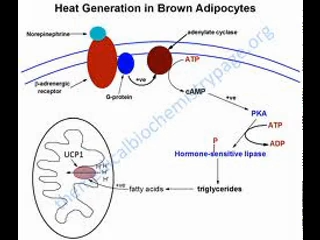 Heat Generation in Brown Adipocytes
Norepinephrine
adenylate cyclase
ATP
β-adrenergic
receptor
G-protein
+ve
cAMP
+ve
PKA
ATP
ADP
P
Hormone-sensitive lipase
UCP1
H+
H+
H+
+ve
fatty acids
triglycerides
themedicalbiochemistrypage.org